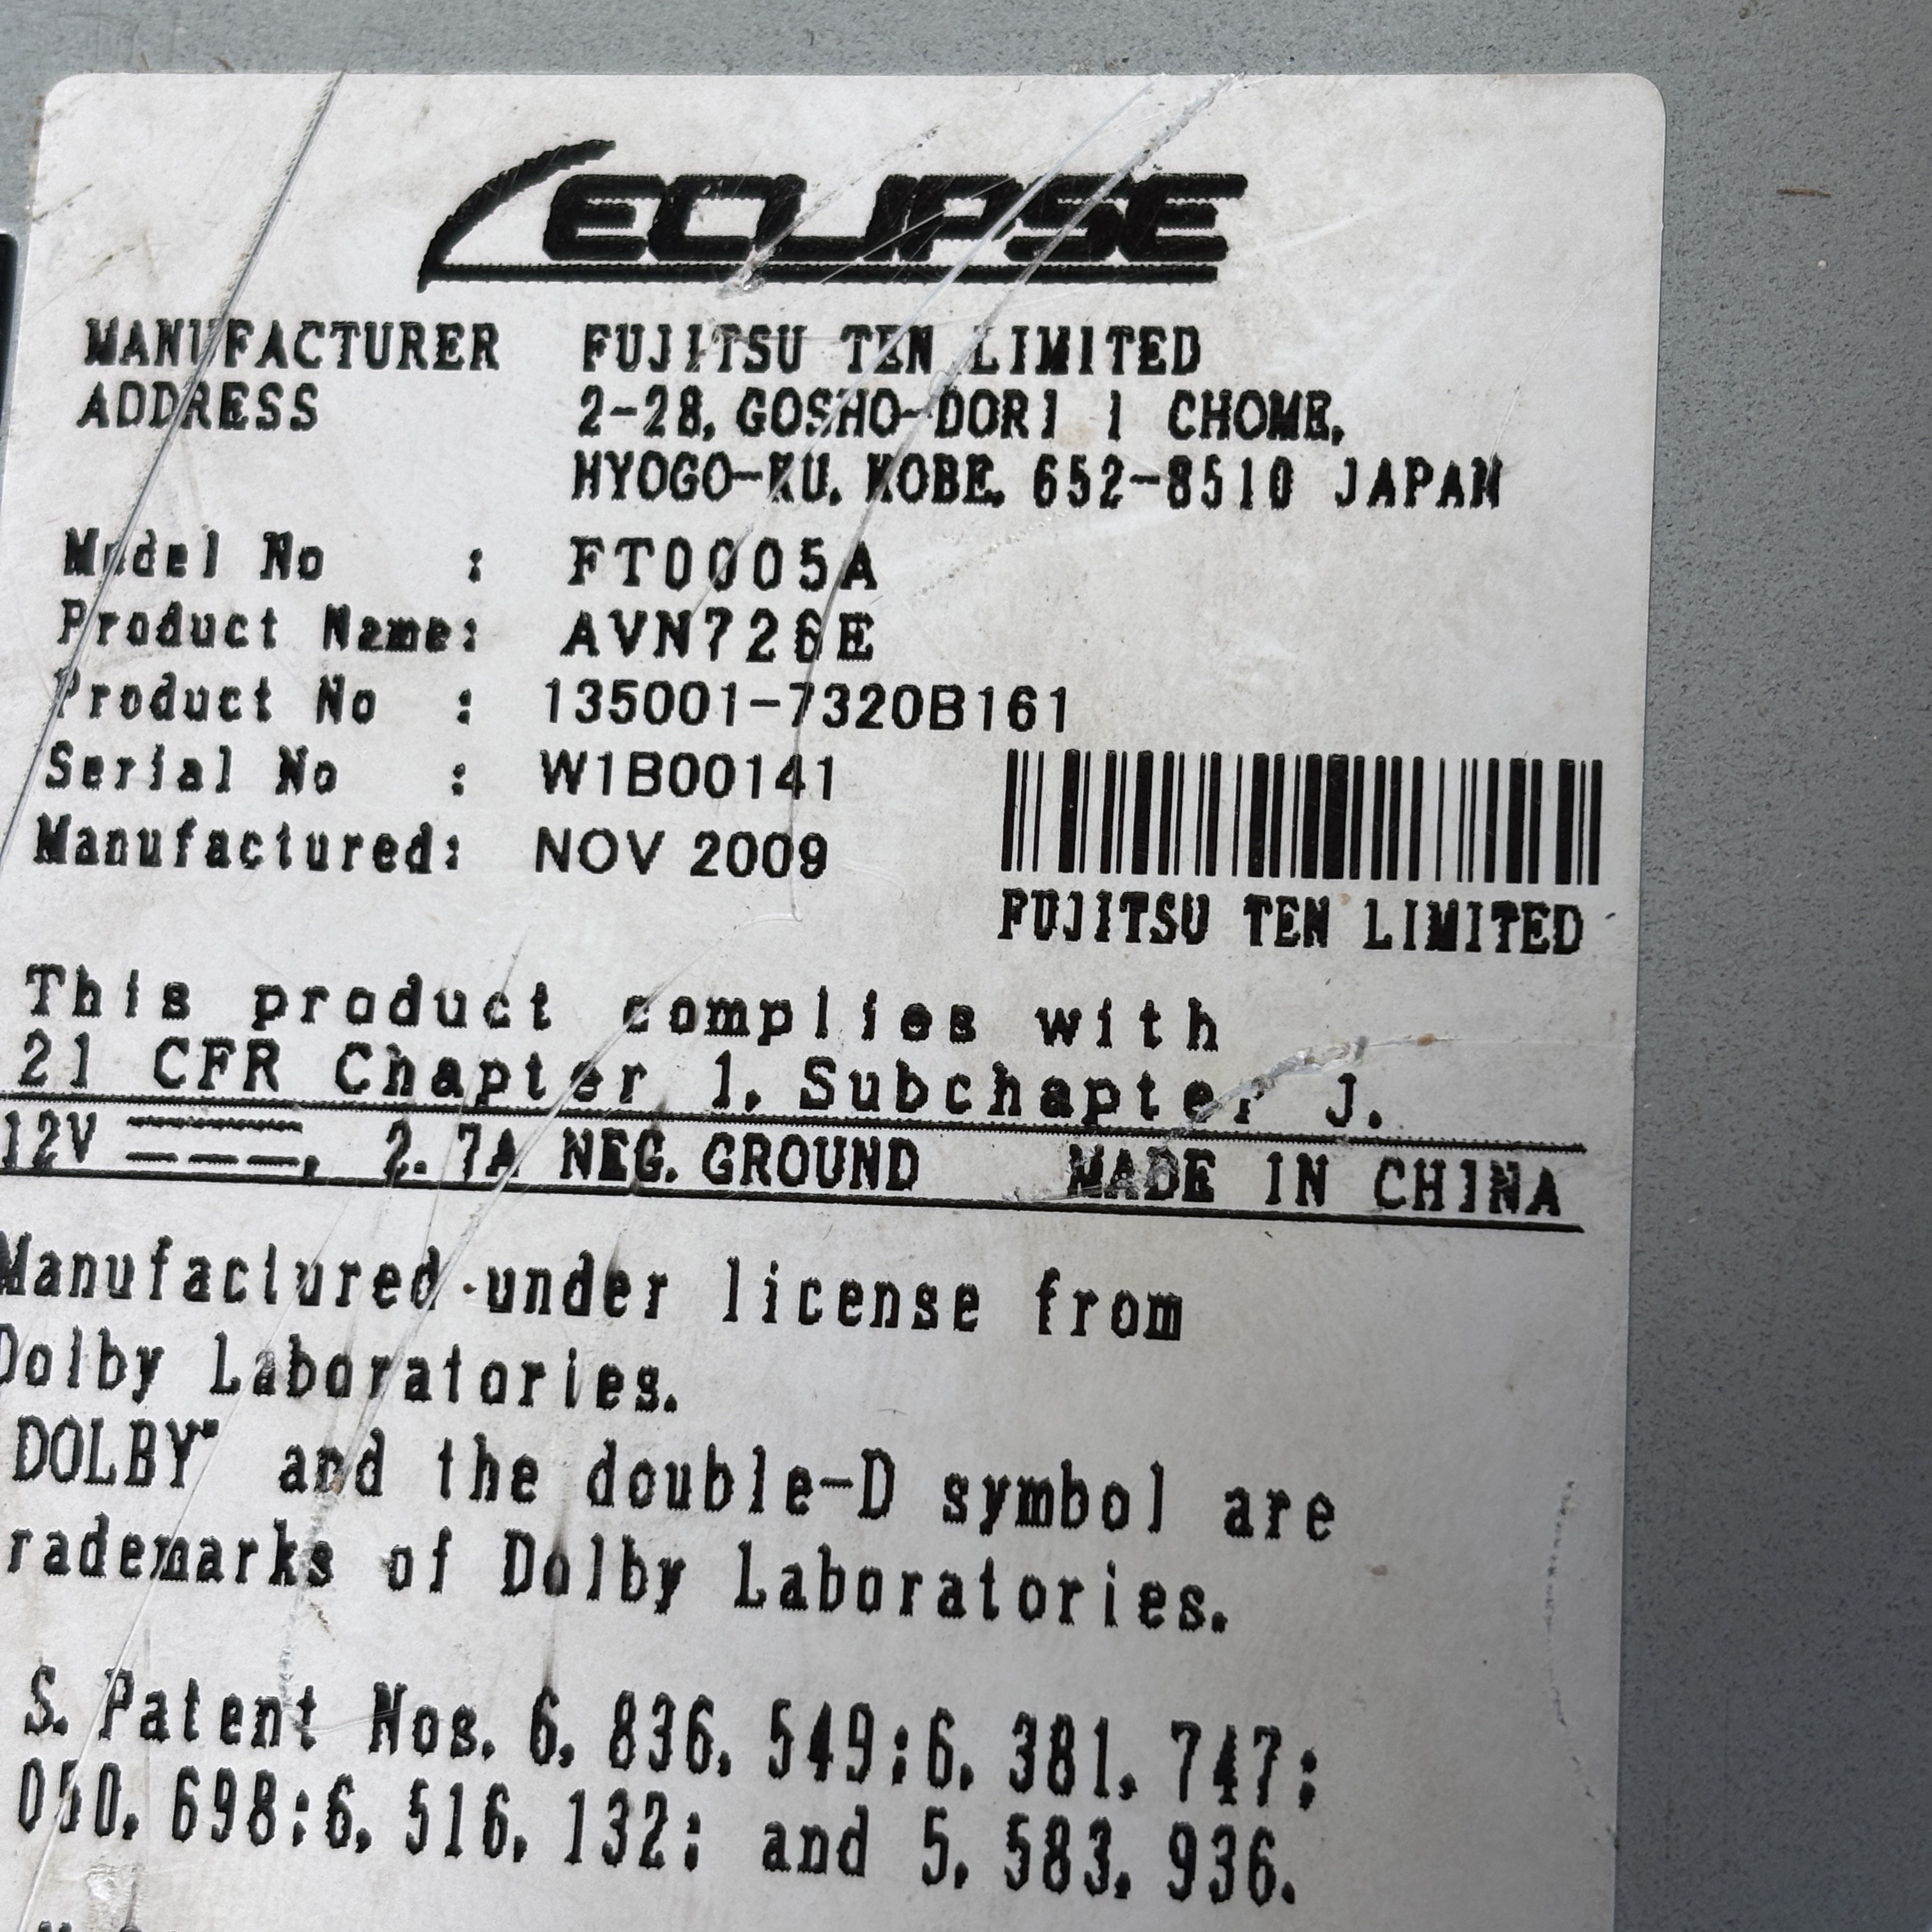 ECLIPSE
MANUFACTURER FUJITSU TEN LIMITED
ADDRESS 2-28, GOSHO-DORI 1 CHOME,
HYOGO-KU, KOBE, 652-8510 JAPAN
Model No : FT0005A
Product Name: AVN726E
Product No : 135001-7320B161
Serial No : W1B00141
Manufactured: NOV 2009
FUJITSU TEN LIMITED
This product complies with
21 CFR Chapter 1, Subchapter J.
12V, 2.7A NEG. GROUND MADE IN CHINA
Manufactured under license from
Dolby Laboratories.
DOLBY and the double-D symbol are
rademarks of Dolby Laboratories.
S. Patent Nos. 6,836,549;6,381,747;
050,698;6,516,132; and 5,583,936.